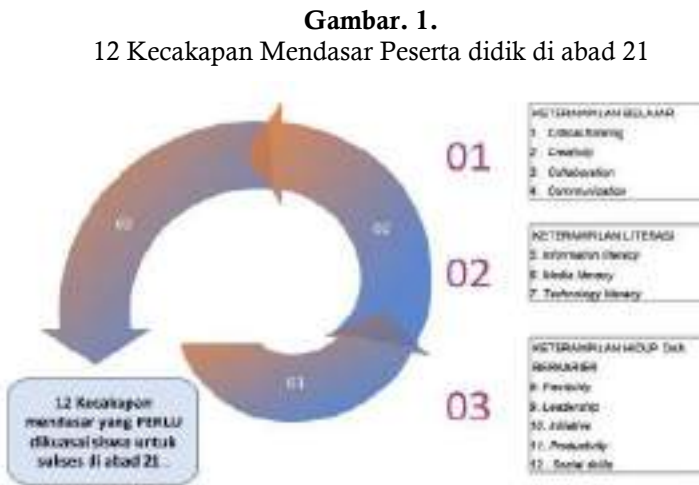 Gambar. 1.
12 Kecakapan Mendasar Peserta didik di abad 21
01
KETERAMPILAN BELAJAR
1 Critical thinking
2 Creativity
3 Collaboration
4 Communication
02
02
KETERAMPILAN LITERASI
5 Information literacy
6 Media literacy
7 Technology literacy
03
KETERAMPILAN HIDUP DAN
BERKARIER
8 Flexibility
9 Leadership
10. Initiative
11. Productivity
12. Social skills
12 Kecakapan
mendasar yang PERLU
dikuasai siswa untuk
sukses di abad 21.